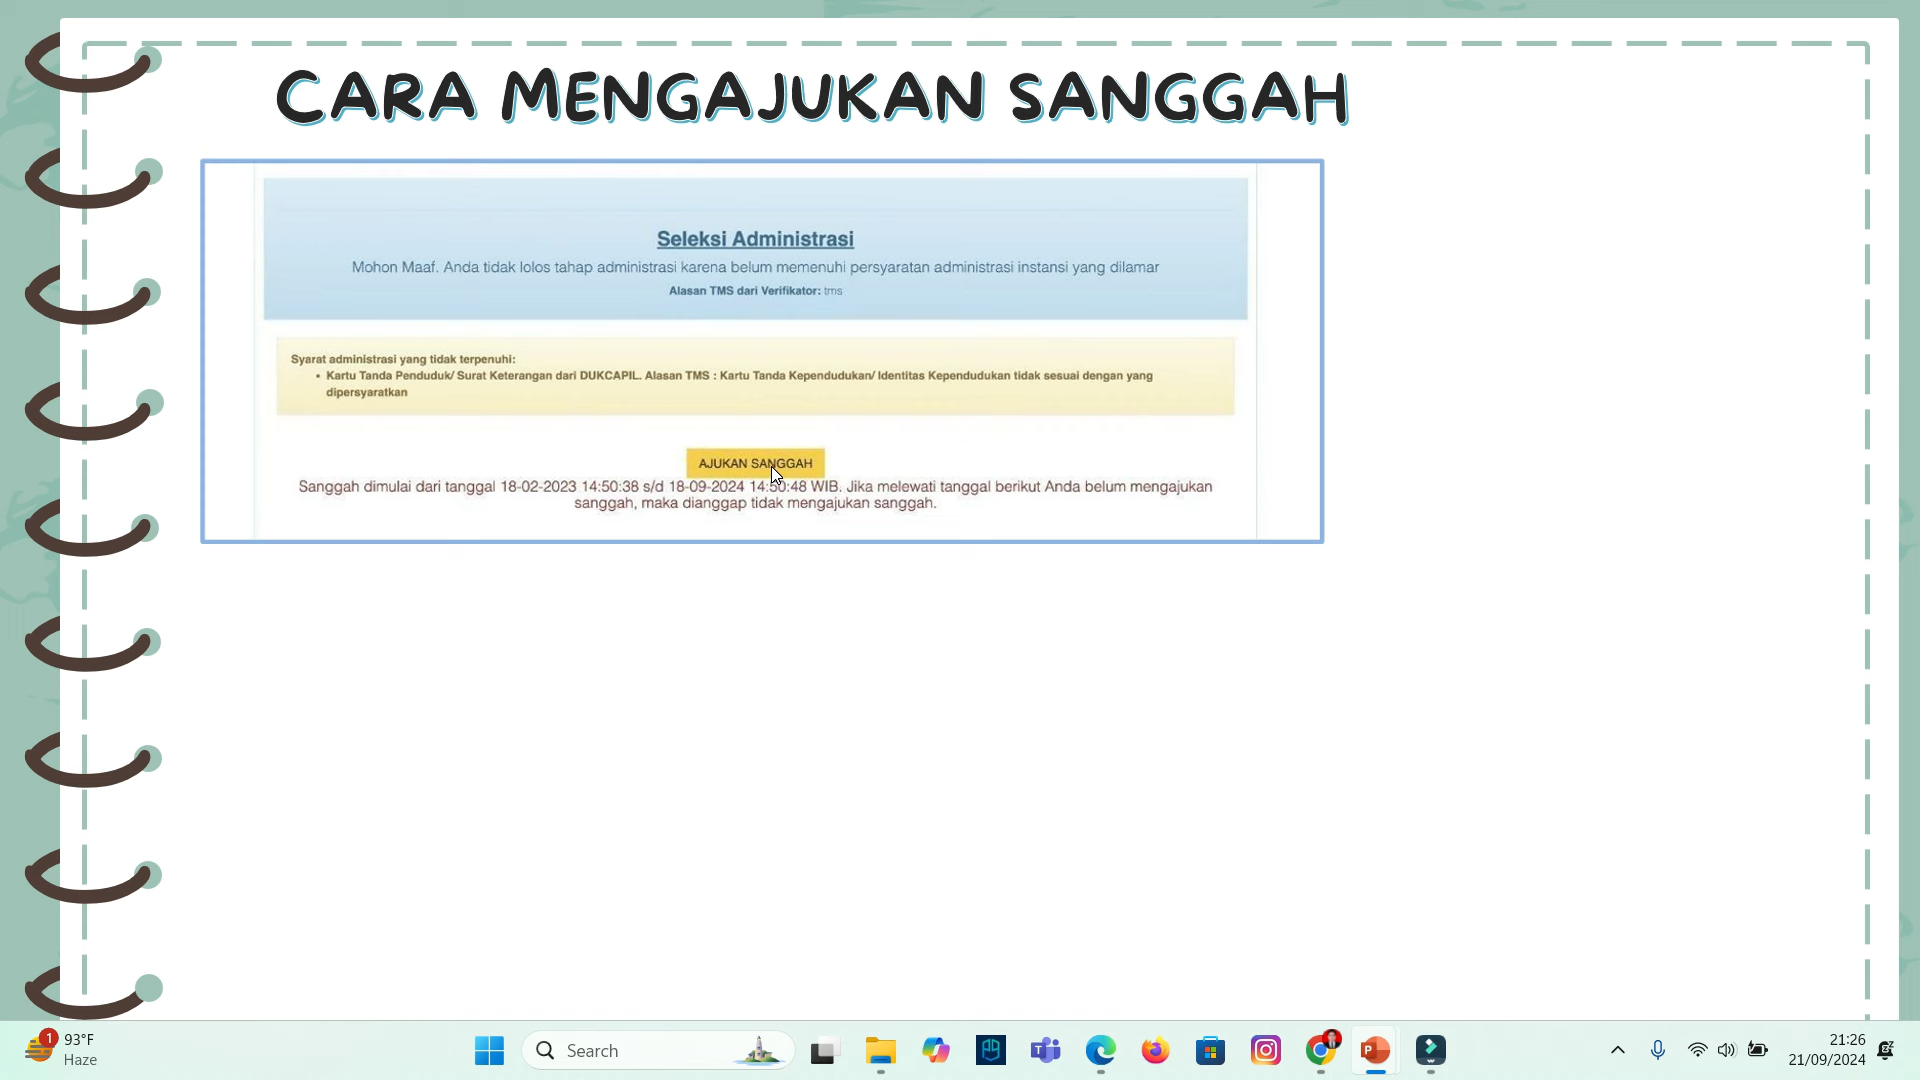 CARA MENGAJUKAN SANGGAH
Seleksi Administrasi
Mohon Maaf. Anda tidak lolos tahap administrasi karena belum memenuhi persyaratan administrasi instansi yang dilamar
Alasan TMS dari Verifikator: tms
Syarat administrasi yang tidak terpenuhi:
• Kartu Tanda Penduduk/ Surat Keterangan dari DUKCAPIL. Alasan TMS : Kartu Tanda Kependudukan/ Identitas Kependudukan tidak sesuai dengan yang
dipersyaratkan
AJUKAN SANGGAH
Sanggah dimulai dari tanggal 18-02-2023 14:50:38 s/d 18-09-2024 14:50:48 WIB. Jika melewati tanggal berikut Anda belum mengajukan
sanggah, maka dianggap tidak mengajukan sanggah.
1
93°F
Haze
Search
21:26
21/09/2024